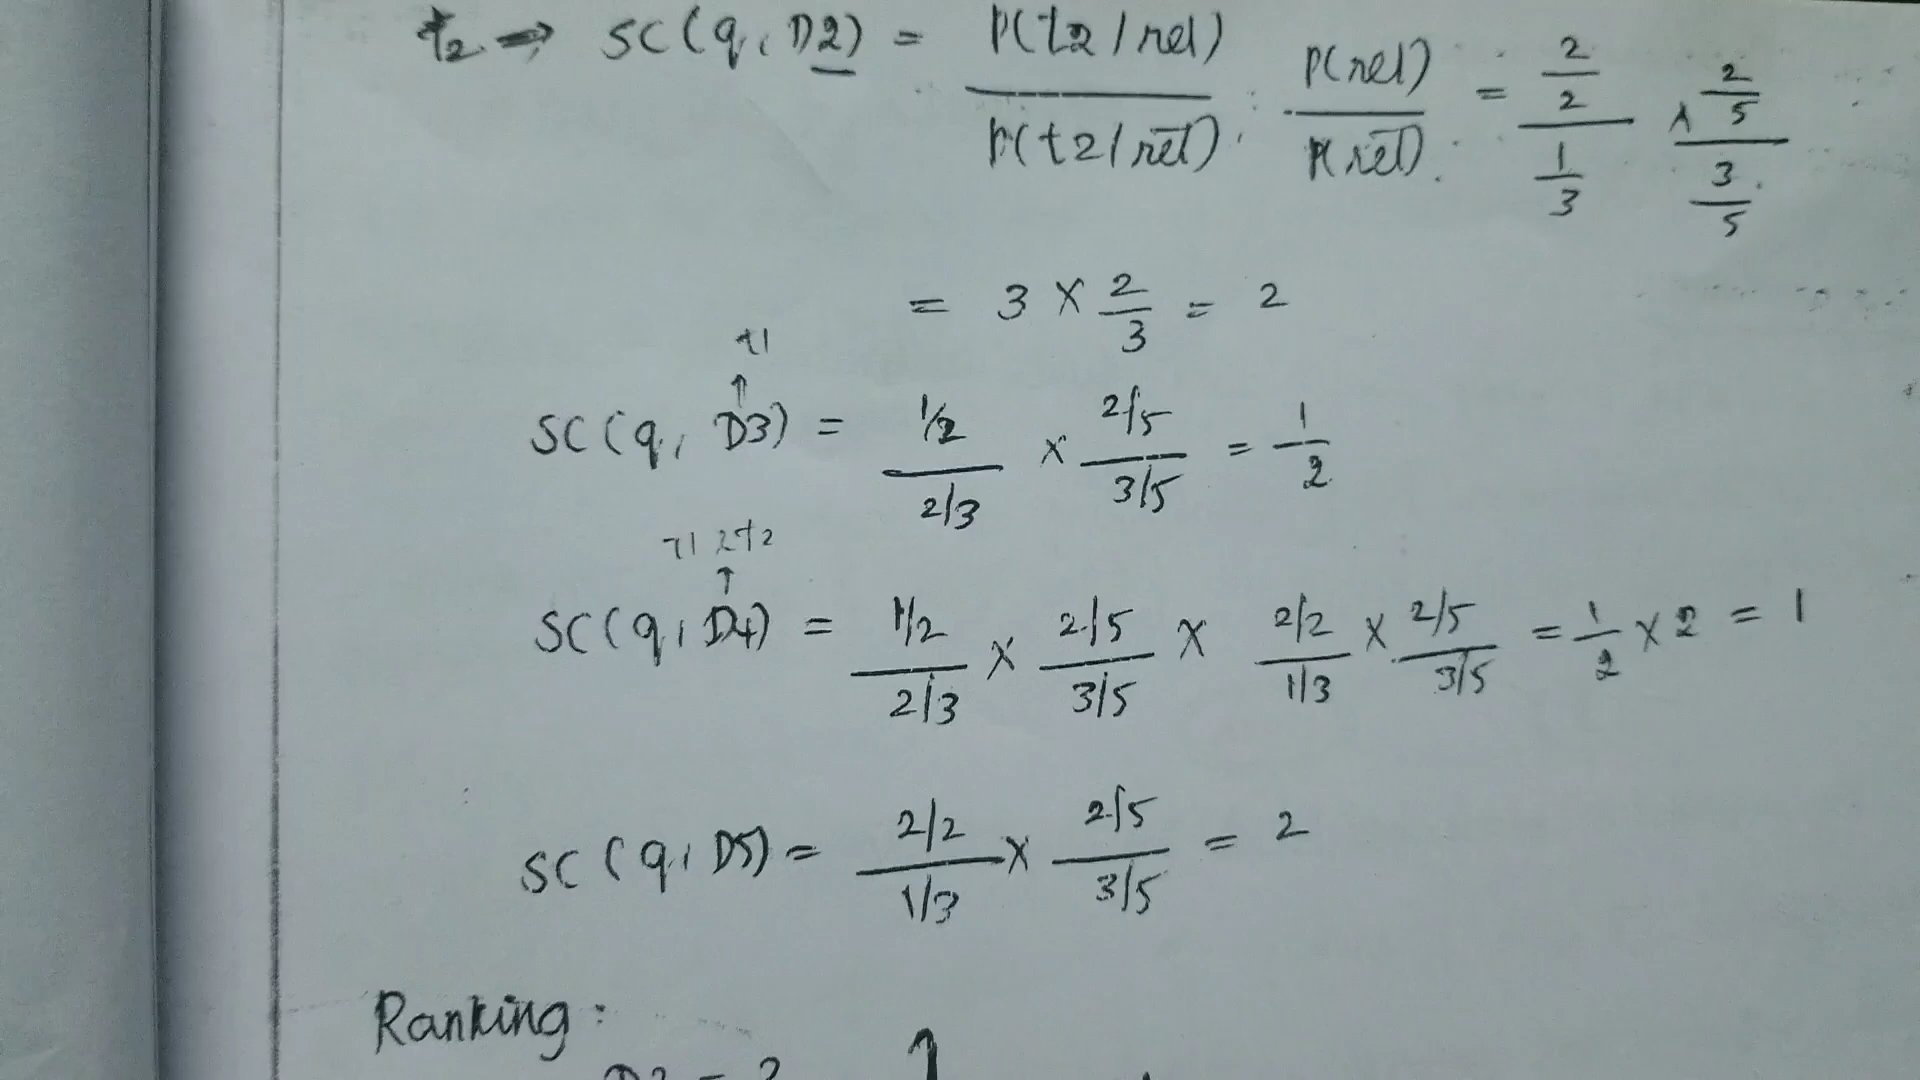 t2 → SC(q, D2) = P(t2/rel) / P(t2/r̅e̅l̅) . P(rel) / P(r̅e̅l̅) = (2/2) / (1/3) × (2/5) / (3/5)
= 3 × 2/3 = 2
t1
↑
SC(q, D3) = (1/2) / (2/3) × (2/5) / (3/5) = 1/2
t1 & t2
↑
SC(q, D4) = (1/2) / (2/3) × (2/5) / (3/5) × (2/2) / (1/3) × (2/5) / (3/5) = 1/2 × 2 = 1
SC(q, D5) = (2/2) / (1/3) × (2/5) / (3/5) = 2
Ranking :